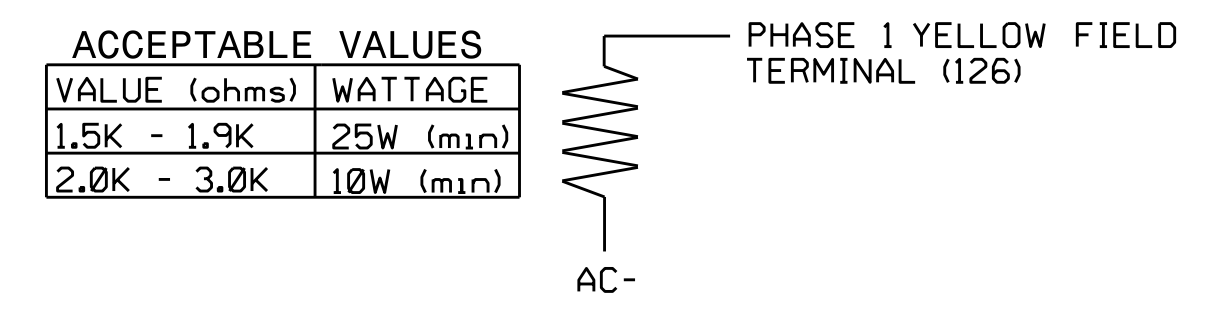 ACCEPTABLE VALUES
VALUE (ohms) WATTAGE
1.5K - 1.9K 25W (min)
2.0K - 3.0K 10W (min)
PHASE 1 YELLOW FIELD
TERMINAL (126)
AC-